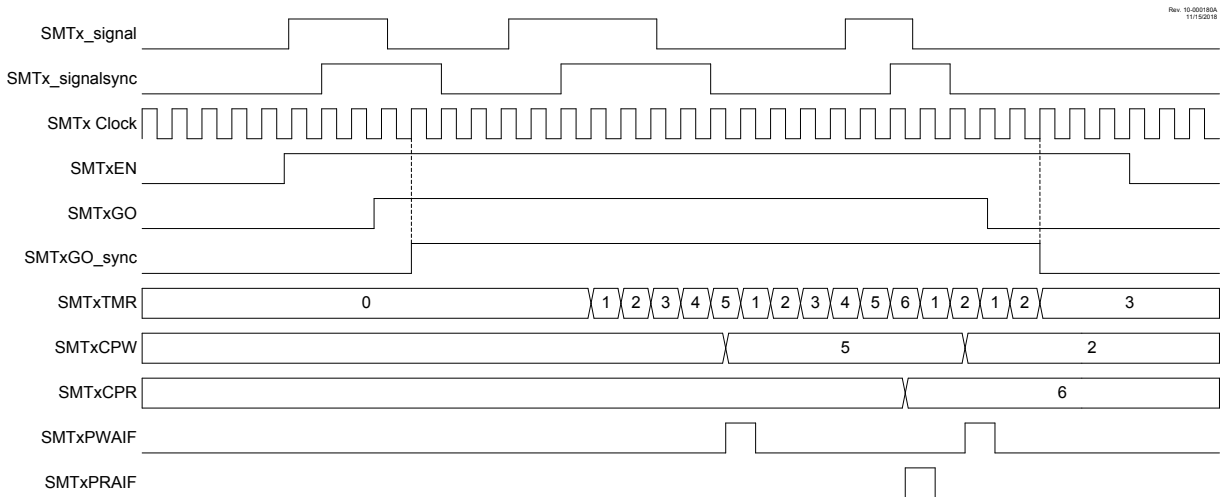 Rev. 10-000180A
11/15/2018
SMTx_signal
SMTx_signalsync
SMTx Clock
SMTxEN
SMTxGO
SMTxGO_sync
SMTxTMR 0 1 2 3 4 5 1 2 3 4 5 6 1 2 1 2 3
SMTxCPW 5 2
SMTxCPR 6
SMTxPWAIF
SMTxPRAIF